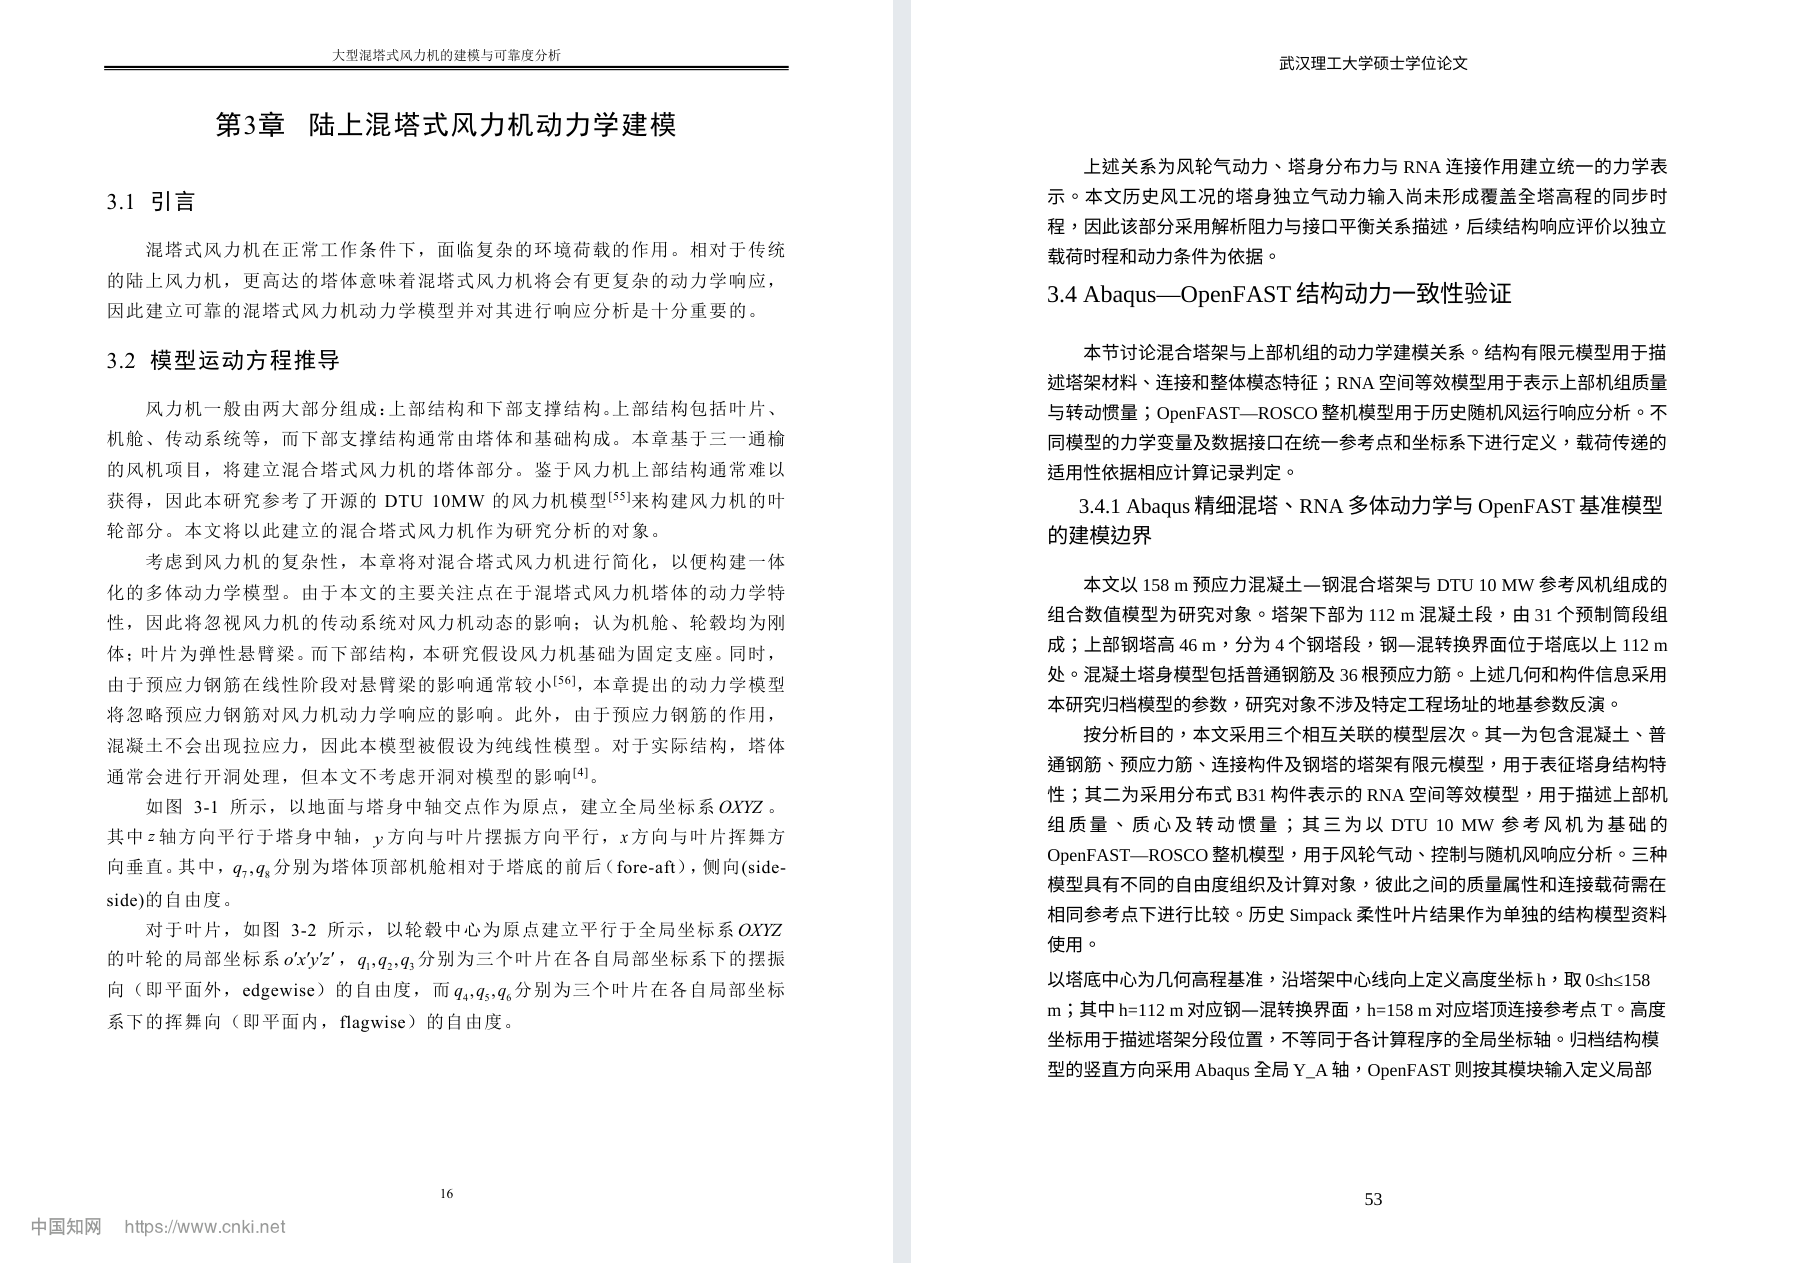 大型混塔式风力机的建模与可靠度分析
第3章 陆上混塔式风力机动力学建模
3.1 引言
混塔式风力机在正常工作条件下，面临复杂的环境荷载的作用。相对于传统
的陆上风力机，更高达的塔体意味着混塔式风力机将会有更复杂的动力学响应，
因此建立可靠的混塔式风力机动力学模型并对其进行响应分析是十分重要的。
3.2 模型运动方程推导
风力机一般由两大部分组成：上部结构和下部支撑结构。上部结构包括叶片、
机舱、传动系统等，而下部支撑结构通常由塔体和基础构成。本章基于三一通榆
的风机项目，将建立混合塔式风力机的塔体部分。鉴于风力机上部结构通常难以
获得，因此本研究参考了开源的 DTU 10MW 的风力机模型[55]来构建风力机的叶
轮部分。本文将以此建立的混合塔式风力机作为研究分析的对象。
考虑到风力机的复杂性，本章将对混合塔式风力机进行简化，以便构建一体
化的多体动力学模型。由于本文的主要关注点在于混塔式风力机塔体的动力学特
性，因此将忽视风力机的传动系统对风力机动态的影响；认为机舱、轮毂均为刚
体；叶片为弹性悬臂梁。而下部结构，本研究假设风力机基础为固定支座。同时，
由于预应力钢筋在线性阶段对悬臂梁的影响通常较小[56]，本章提出的动力学模型
将忽略预应力钢筋对风力机动力学响应的影响。此外，由于预应力钢筋的作用，
混凝土不会出现拉应力，因此本模型被假设为纯线性模型。对于实际结构，塔体
通常会进行开洞处理，但本文不考虑开洞对模型的影响[4]。
如图 3-1 所示，以地面与塔身中轴交点作为原点，建立全局坐标系OXYZ 。
其中z轴方向平行于塔身中轴，y方向与叶片摆振方向平行，x方向与叶片挥舞方
向垂直。其中，q7,q8分别为塔体顶部机舱相对于塔底的前后（fore-aft），侧向(side-
side)的自由度。
对于叶片，如图 3-2 所示，以轮毂中心为原点建立平行于全局坐标系OXYZ
的叶轮的局部坐标系o′x′y′z′，q1,q2,q3分别为三个叶片在各自局部坐标系下的摆振
向（即平面外，edgewise）的自由度，而q4,q5,q6分别为三个叶片在各自局部坐标
系下的挥舞向（即平面内，flagwise）的自由度。
16
中国知网 https://www.cnki.net
武汉理工大学硕士学位论文
上述关系为风轮气动力、塔身分布力与 RNA 连接作用建立统一的力学表
示。本文历史风工况的塔身独立气动力输入尚未形成覆盖全塔高程的同步时
程，因此该部分采用解析阻力与接口平衡关系描述，后续结构响应评价以独立
载荷时程和动力条件为依据。
3.4 Abaqus—OpenFAST 结构动力一致性验证
本节讨论混合塔架与上部机组的动力学建模关系。结构有限元模型用于描
述塔架材料、连接和整体模态特征；RNA 空间等效模型用于表示上部机组质量
与转动惯量；OpenFAST—ROSCO 整机模型用于历史随机风运行响应分析。不
同模型的力学变量及数据接口在统一参考点和坐标系下进行定义，载荷传递的
适用性依据相应计算记录判定。
3.4.1 Abaqus 精细混塔、RNA 多体动力学与 OpenFAST 基准模型
的建模边界
本文以 158 m 预应力混凝土—钢混合塔架与 DTU 10 MW 参考风机组成的
组合数值模型为研究对象。塔架下部为 112 m 混凝土段，由 31 个预制筒段组
成；上部钢塔高 46 m，分为 4 个钢塔段，钢—混转换界面位于塔底以上 112 m
处。混凝土塔身模型包括普通钢筋及 36 根预应力筋。上述几何和构件信息采用
本研究归档模型的参数，研究对象不涉及特定工程场址的地基参数反演。
按分析目的，本文采用三个相互关联的模型层次。其一为包含混凝土、普
通钢筋、预应力筋、连接构件及钢塔的塔架有限元模型，用于表征塔身结构特
性；其二为采用分布式 B31 构件表示的 RNA 空间等效模型，用于描述上部机
组质量、质心及转动惯量；其三为以 DTU 10 MW 参考风机为基础的
OpenFAST—ROSCO 整机模型，用于风轮气动、控制与随机风响应分析。三种
模型具有不同的自由度组织及计算对象，彼此之间的质量属性和连接载荷需在
相同参考点下进行比较。历史 Simpack 柔性叶片结果作为单独的结构模型资料
使用。
以塔底中心为几何高程基准，沿塔架中心线向上定义高度坐标 h，取 0≤h≤158
m；其中 h=112 m 对应钢—混转换界面，h=158 m 对应塔顶连接参考点 T。高度
坐标用于描述塔架分段位置，不等同于各计算程序的全局坐标轴。归档结构模
型的竖直方向采用 Abaqus 全局 Y_A 轴，OpenFAST 则按其模块输入定义局部
53